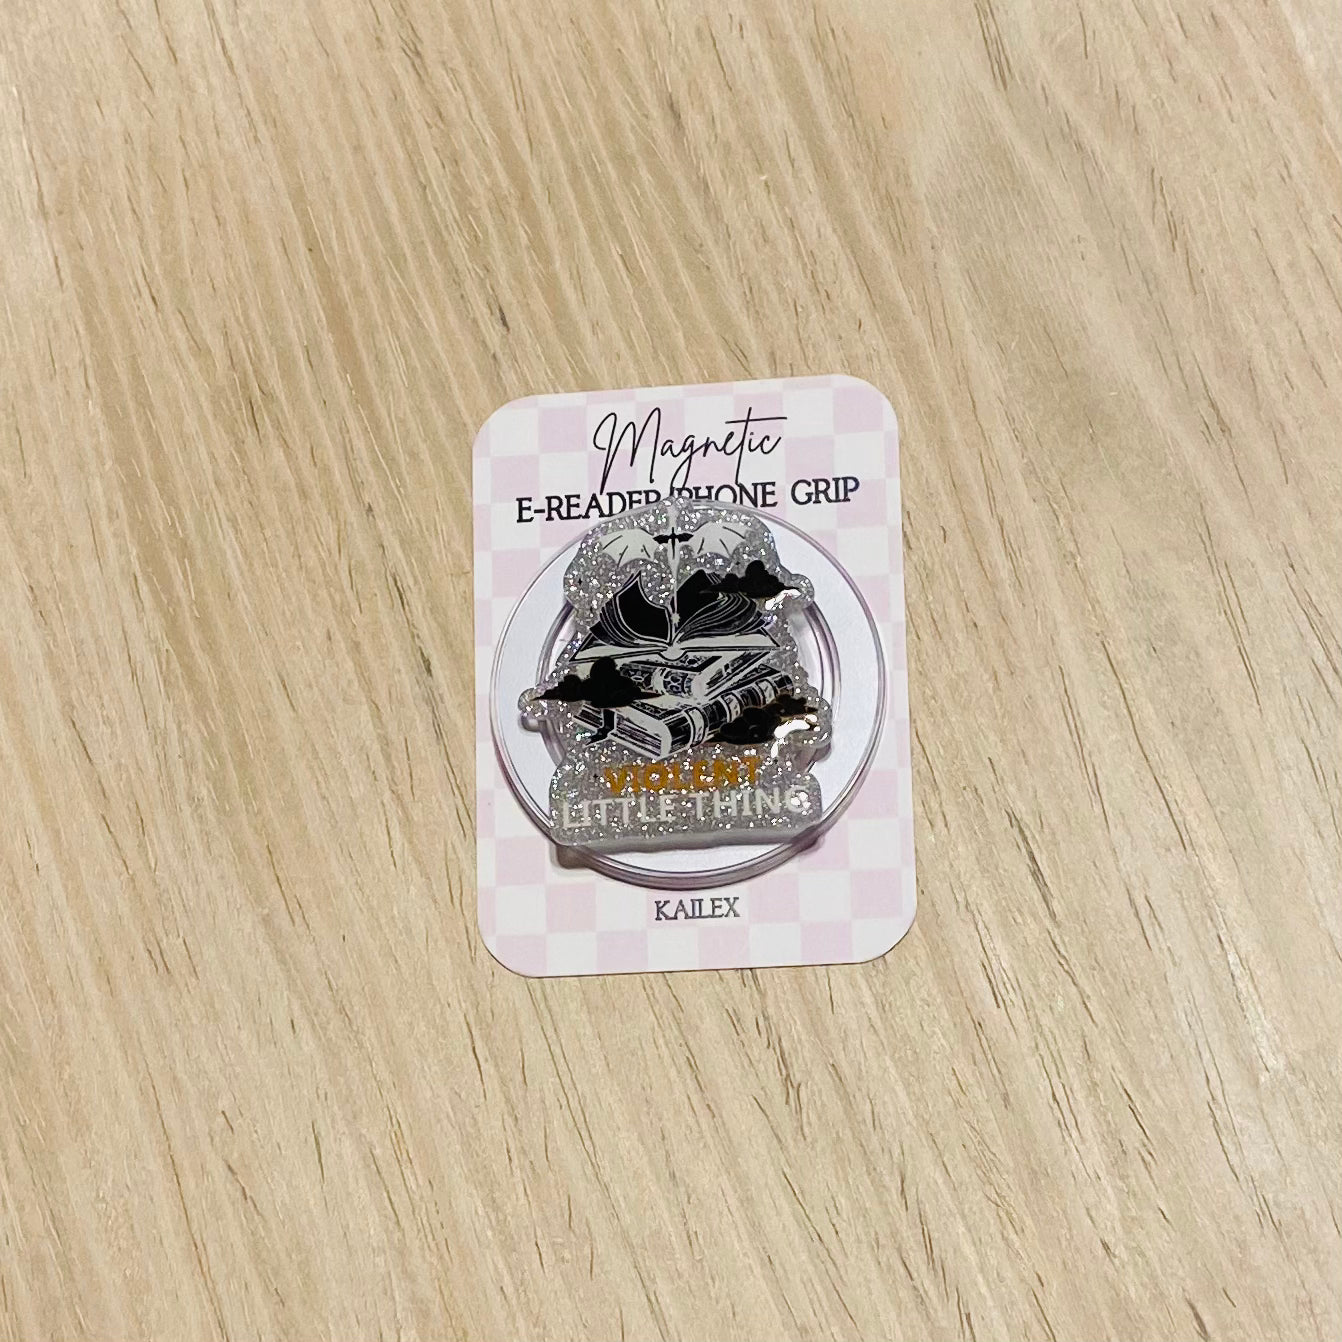 Magnetic
E-READER/PHONE GRIP
VIOLENT
LITTLE THING
KAILEX